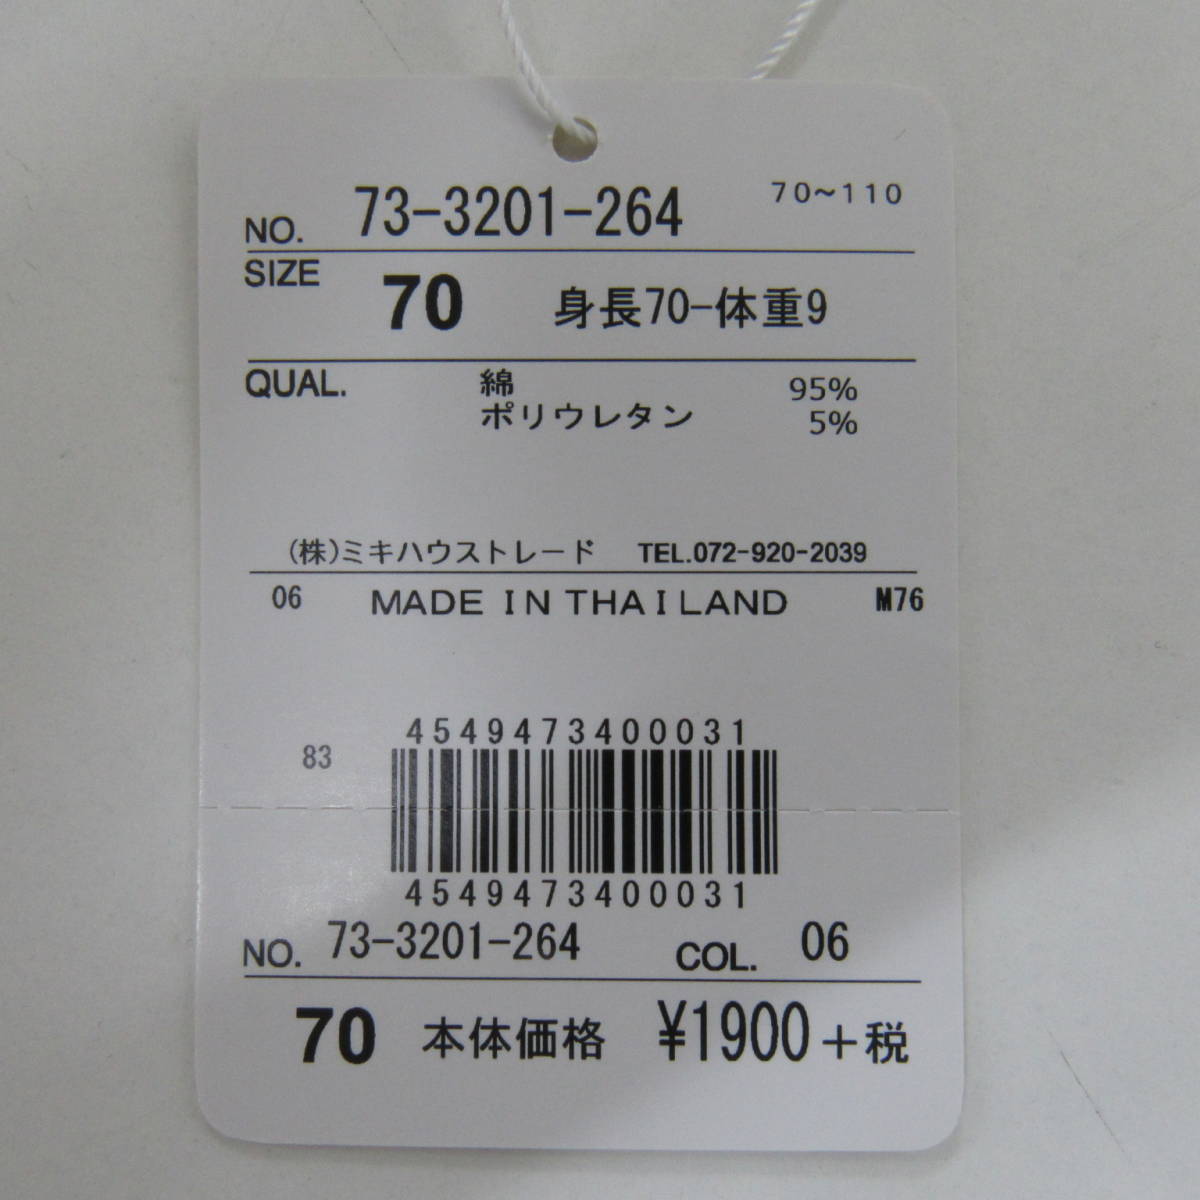 NO. 73-3201-264 70~110
SIZE 70 身長70-体重9
QUAL. 綿 95%
ポリウレタン 5%
(株)ミキハウストレード TEL.072-920-2039
06 MADE IN THAILAND M76
4549473400031
83
4549473400031
NO. 73-3201-264 COL. 06
70 本体価格 ¥1900+税